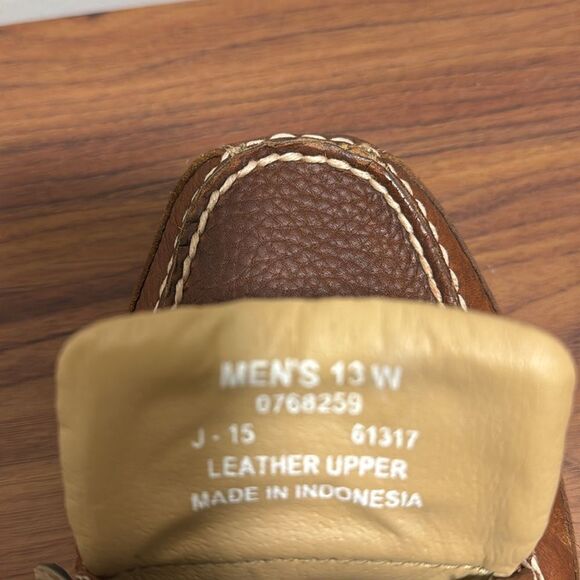 MEN'S 13 W
0768259
J - 15 61317
LEATHER UPPER
MADE IN INDONESIA